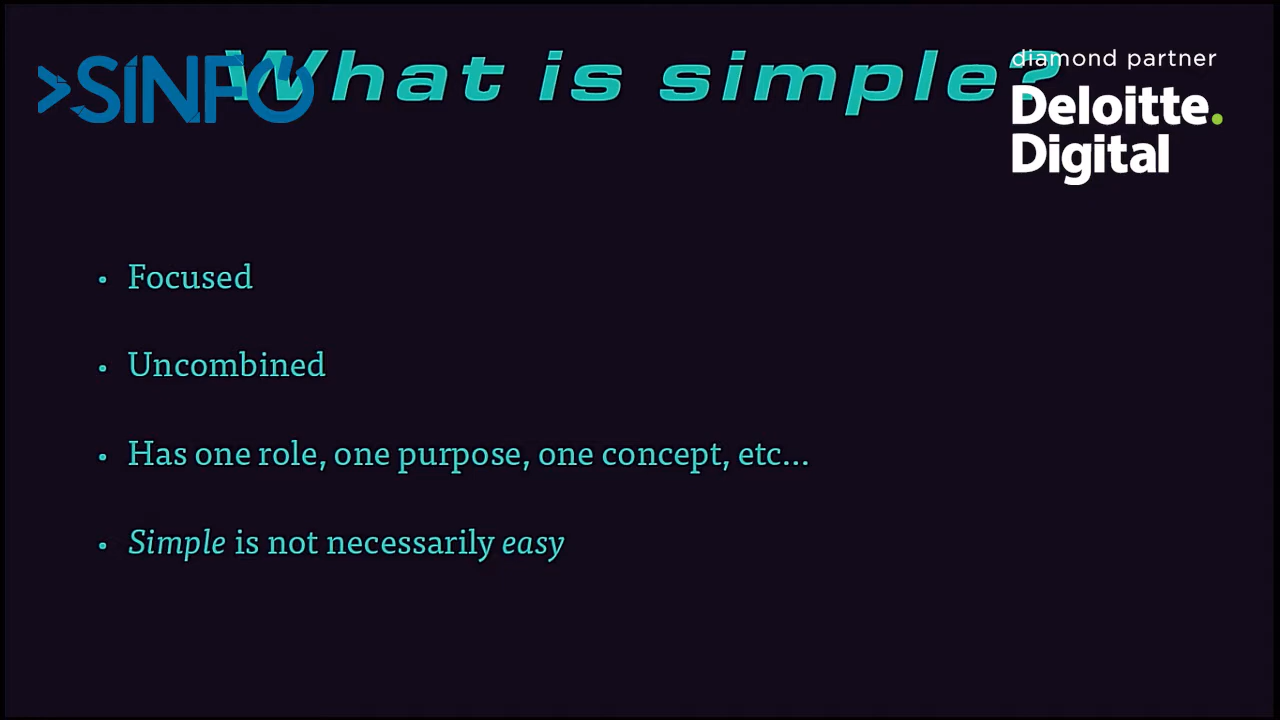 >SINFO
What is simple?
diamond partner
Deloitte.
Digital
• Focused
• Uncombined
• Has one role, one purpose, one concept, etc...
• Simple is not necessarily easy